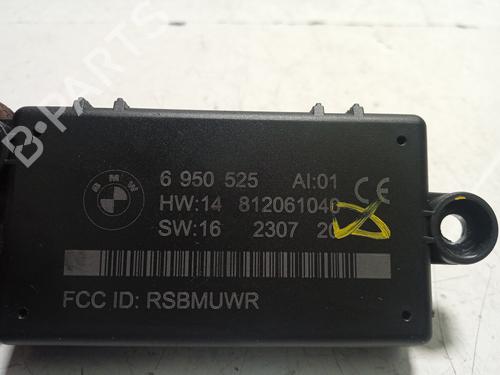 B-PARTS
BMW
6 950 525 AI:01
HW:14 812061040 CE
SW:16 2307 20
FCC ID: RSBMUWR